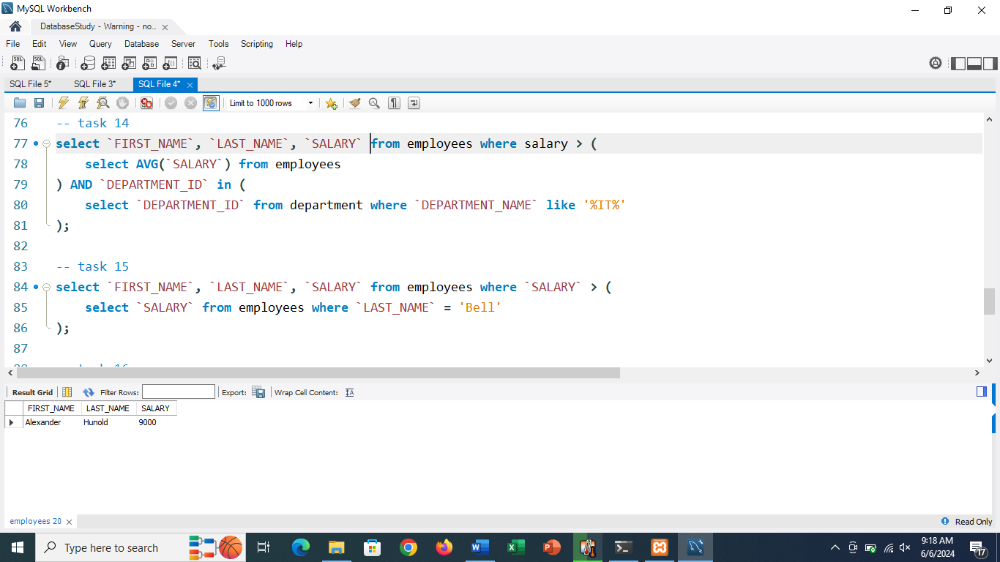 MySQL Workbench
DatabaseStudy - Warning - no...
File Edit View Query Database Server Tools Scripting Help
SQL File 5* SQL File 3* SQL File 4*
Limit to 1000 rows
76 -- task 14
77 select `FIRST_NAME`, `LAST_NAME`, `SALARY` from employees where salary > (
78 select AVG(`SALARY`) from employees
79 ) AND `DEPARTMENT_ID` in (
80 select `DEPARTMENT_ID` from department where `DEPARTMENT_NAME` like '%IT%'
81 );
82
83 -- task 15
84 select `FIRST_NAME`, `LAST_NAME`, `SALARY` from employees where `SALARY` > (
85 select `SALARY` from employees where `LAST_NAME` = 'Bell'
86 );
87
Result Grid Filter Rows: Export: Wrap Cell Content:
FIRST_NAME LAST_NAME SALARY
Alexander Hunold 9000
employees 20 Read Only
Type here to search
9:18 AM
6/6/2024
17